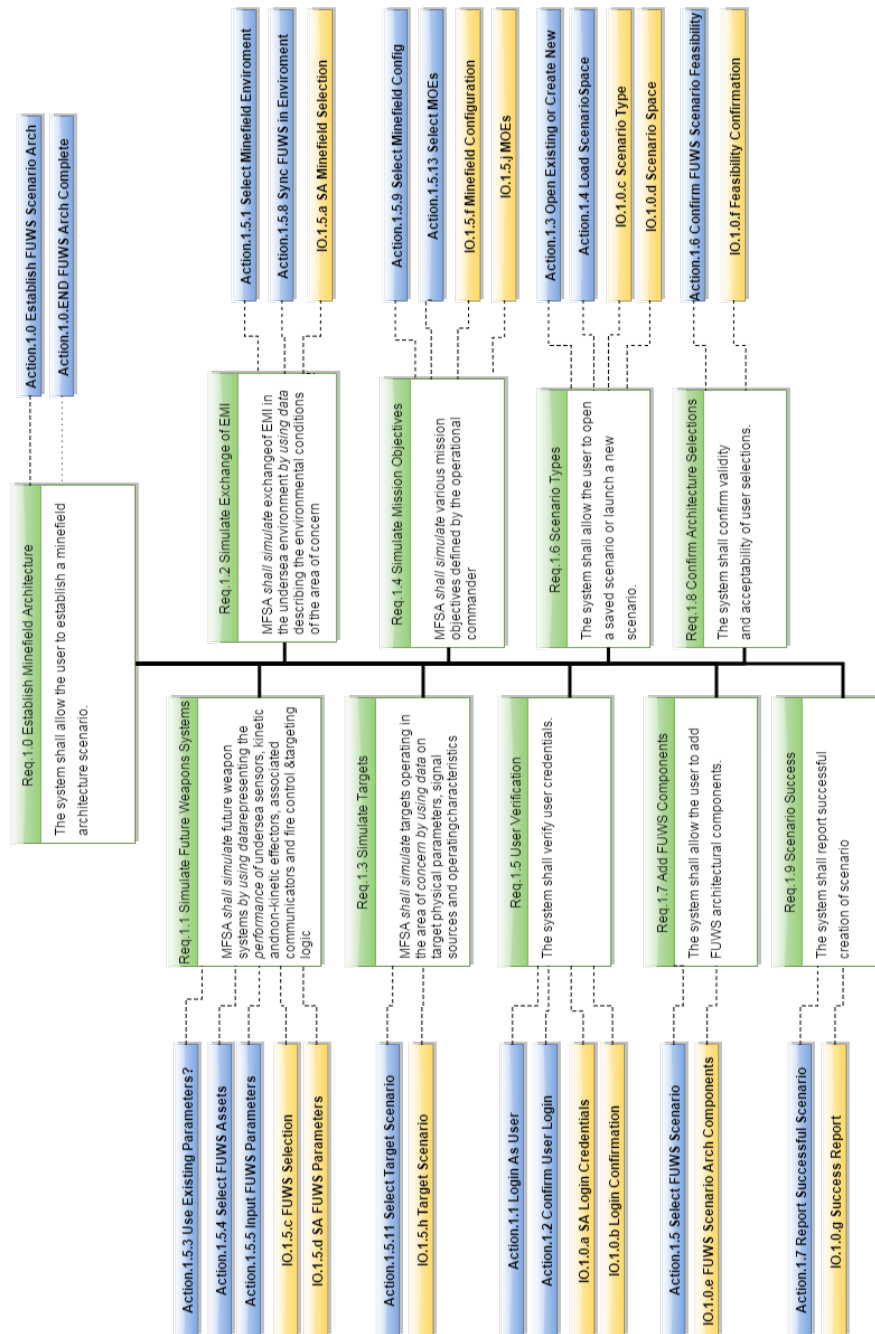 Req.1.0 Establish Minefield Architecture
The system shall allow the user to establish a minefield
architecture scenario.
Action.1.0 Establish FUWS Scenario Arch
Action.1.0.END FUWS Arch Complete
Action.1.5.3 Use Existing Parameters?
Action.1.5.4 Select FUWS Assets
Action.1.5.5 Input FUWS Parameters
IO.1.5.c FUWS Selection
IO.1.5.d SA FUWS Parameters
Req.1.1 Simulate Future Weapons Systems
MFSA shall simulate future weapon
systems by using datarepresenting the
performance of undersea sensors, kinetic
andnon-kinetic effectors, associated
communicators and fire control &targeting
logic
Req.1.2 Simulate Exchange of EMI
MFSA shall simulate exchangeof EMI in
the undersea environment by using data
describing the environmental conditions
of the area of concern
Action.1.5.1 Select Minefield Enviroment
Action.1.5.8 Sync FUWS in Enviroment
IO.1.5.a SA Minefield Selection
Action.1.5.11 Select Target Scenario
IO.1.5.h Target Scenario
Req.1.3 Simulate Targets
MFSA shall simulate targets operating in
the area of concern by using data on
target physical parameters, signal
sources and operatingcharacteristics
Req.1.4 Simulate Mission Objectives
MFSA shall simulate various mission
objectives defined by the operational
commander
Action.1.5.9 Select Minefield Config
Action.1.5.13 Select MOEs
IO.1.5.f Minefield Configuration
IO.1.5.j MOEs
Action.1.1 Login As User
Action.1.2 Confirm User Login
IO.1.0.a SA Login Credentials
IO.1.0.b Login Confirmation
Req.1.5 User Verification
The system shall verify user credentials.
Req.1.6 Scenario Types
The system shall allow the user to open
a saved scenario or launch a new
scenario.
Action.1.3 Open Existing or Create New
Action.1.4 Load ScenarioSpace
IO.1.0.c Scenario Type
IO.1.0.d Scenario Space
Action.1.5 Select FUWS Scenario
IO.1.0.e FUWS Scenario Arch Components
Req.1.7 Add FUWS Components
The system shall allow the user to add
FUWS architectural components.
Req.1.8 Confirm Architecture Selections
The system shall confirm validity
and acceptability of user selections.
Action.1.6 Confirm FUWS Scenario Feasibility
IO.1.0.f Feasibility Confirmation
Action.1.7 Report Successful Scenario
IO.1.0.g Success Report
Req.1.9 Scenario Success
The system shall report successful
creation of scenario